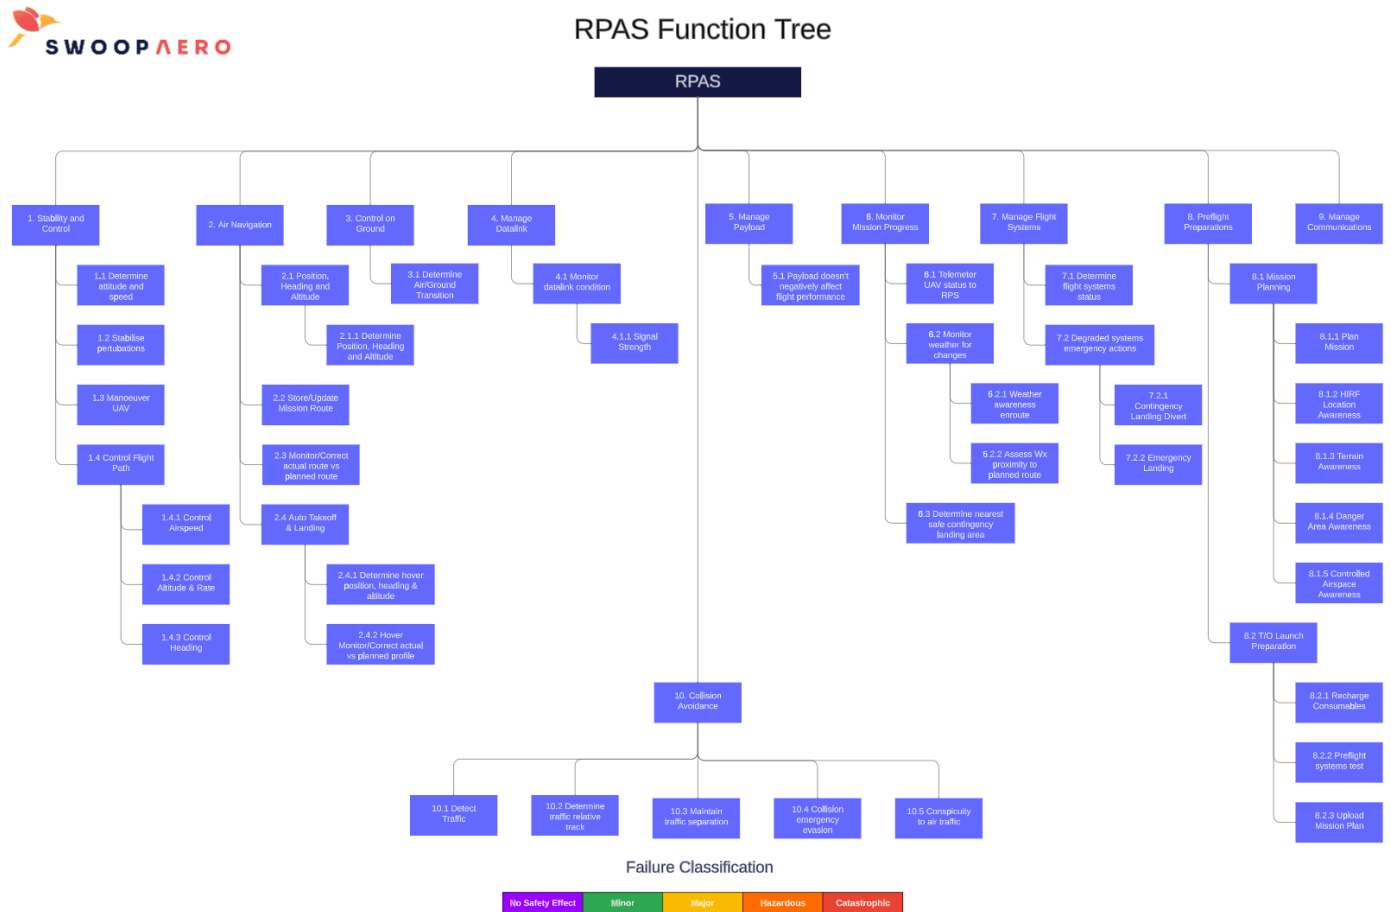 SWOOP AERO
RPAS Function Tree
RPAS
1. Stability and
Control
2. Air Navigation
3. Control on
Ground
4. Manage
Datalink
5. Manage
Payload
6. Monitor
Mission Progress
7. Manage Flight
Systems
8. Preflight
Preparations
9. Manage
Communications
1.1 Determine
attitude and
speed
1.2 Stabilise
pertubations
1.3 Manoeuver
UAV
1.4 Control Flight
Path
1.4.1 Control
Airspeed
1.4.2 Control
Altitude & Rate
1.4.3 Control
Heading
2.1 Position,
Heading and
Altitude
2.1.1 Determine
Position, Heading
and Altitude
2.2 Store/Update
Mission Route
2.3 Monitor/Correct
actual route vs
planned route
2.4 Auto Takeoff
& Landing
2.4.1 Determine hover
position, heading &
altitude
2.4.2 Hover
Monitor/Correct actual
vs planned profile
3.1 Determine
Air/Ground
Transition
4.1 Monitor
datalink condition
4.1.1 Signal
Strength
5.1 Payload doesn't
negatively affect
flight performance
6.1 Telemeter
UAV status to
RPS
6.2 Monitor
weather for
changes
6.2.1 Weather
awareness
enroute
6.2.2 Assess Wx
proximity to
planned route
6.3 Determine nearest
safe contingency
landing area
7.1 Determine
flight systems
status
7.2 Degraded systems
emergency actions
7.2.1
Contingency
Landing Divert
7.2.2 Emergency
Landing
8.1 Mission
Planning
8.1.1 Plan
Mission
8.1.2 HIRF
Location
Awareness
8.1.3 Terrain
Awareness
8.1.4 Danger
Area Awareness
8.1.5 Controlled
Airspace
Awareness
8.2 T/O Launch
Preparation
8.2.1 Recharge
Consumables
8.2.2 Preflight
systems test
8.2.3 Upload
Mission Plan
10. Collision
Avoidance
10.1 Detect
Traffic
10.2 Determine
traffic relative
track
10.3 Maintain
traffic separation
10.4 Collision
emergency
evasion
10.5 Conspicuity
to air traffic
Failure Classification
No Safety Effect
Minor
Major
Hazardous
Catastrophic